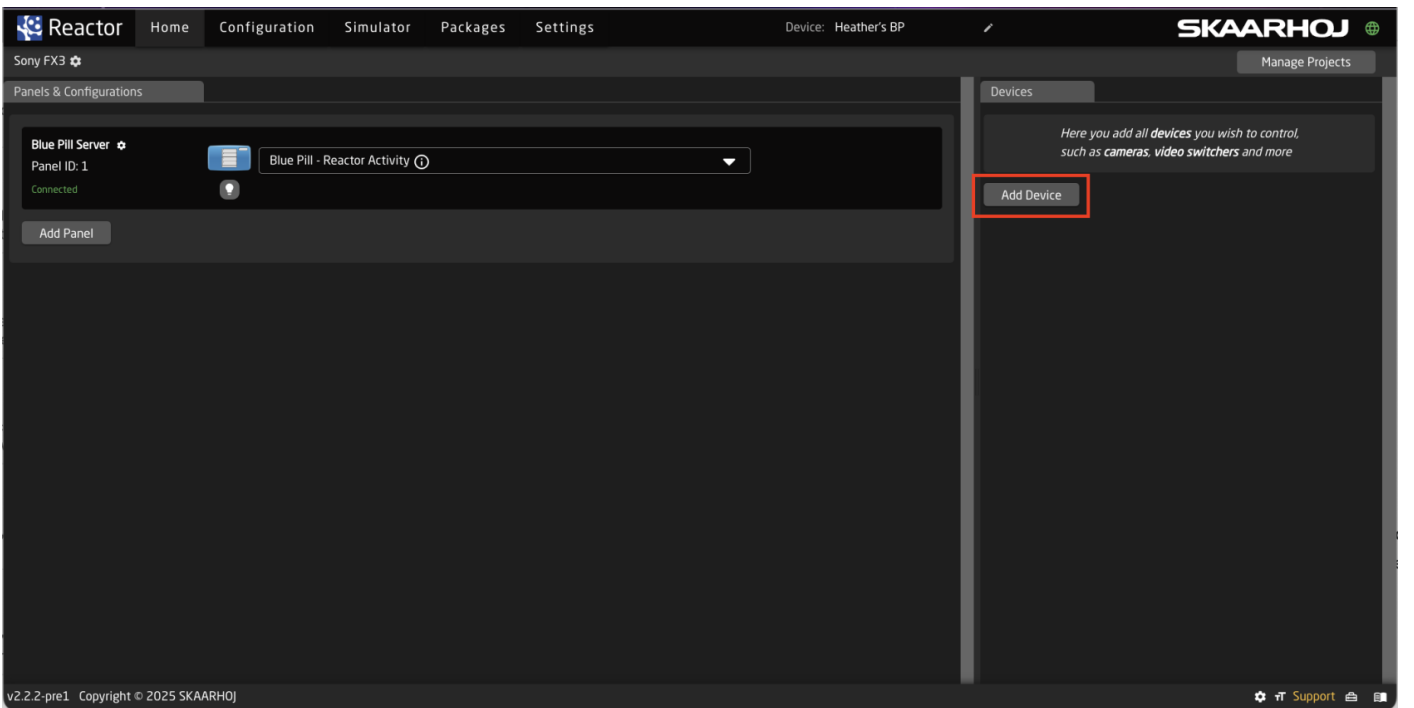 Reactor Home Configuration Simulator Packages Settings Device: Heather's BP SKAARHOJ
Sony FX3 Manage Projects
Panels & Configurations
Blue Pill Server
Panel ID: 1
Connected
Blue Pill - Reactor Activity
Add Panel
Devices
Here you add all devices you wish to control,
such as cameras, video switchers and more
Add Device
v2.2.2-pre1 Copyright © 2025 SKAARHOJ Support